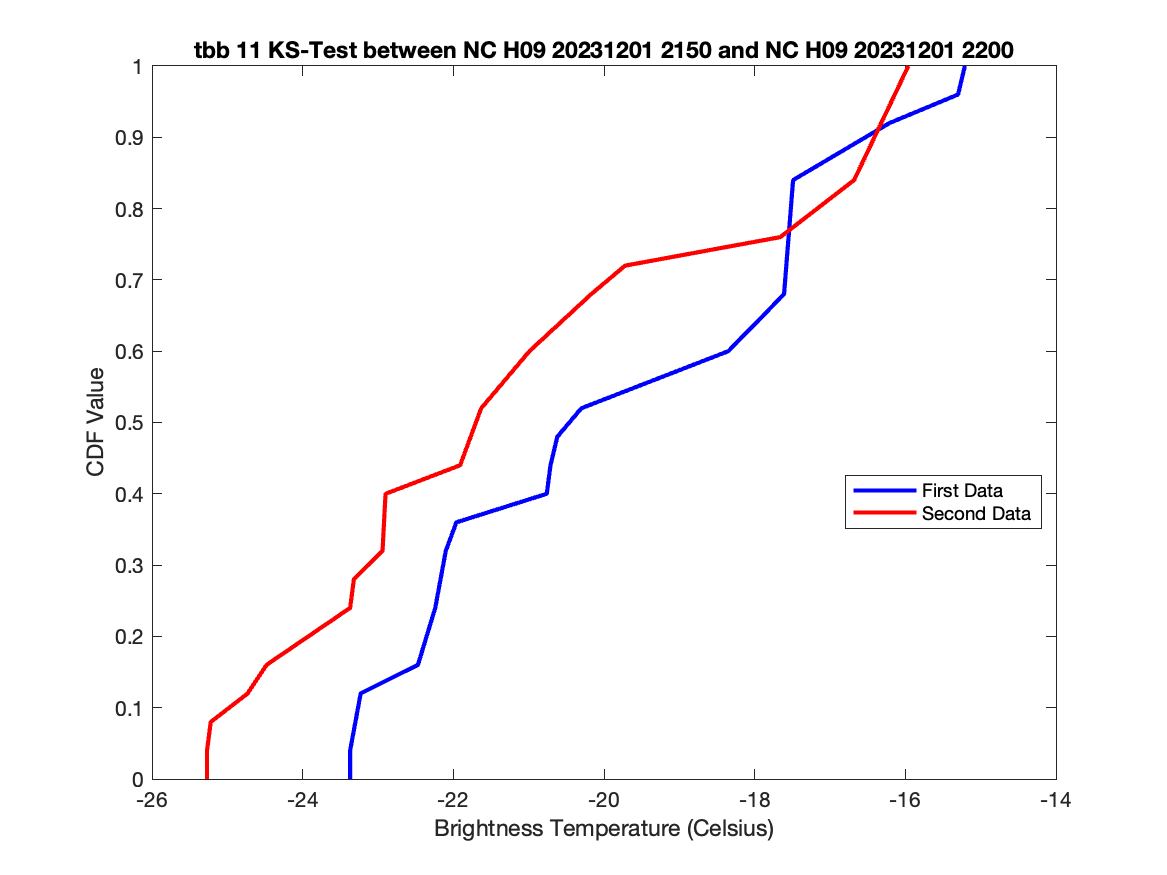 tbb 11 KS-Test between NC H09 20231201 2150 and NC H09 20231201 2200
1
0.9
0.8
0.7
0.6
0.5
0.4
0.3
0.2
0.1
0
CDF Value
First Data
Second Data
-26 -24 -22 -20 -18 -16 -14
Brightness Temperature (Celsius)